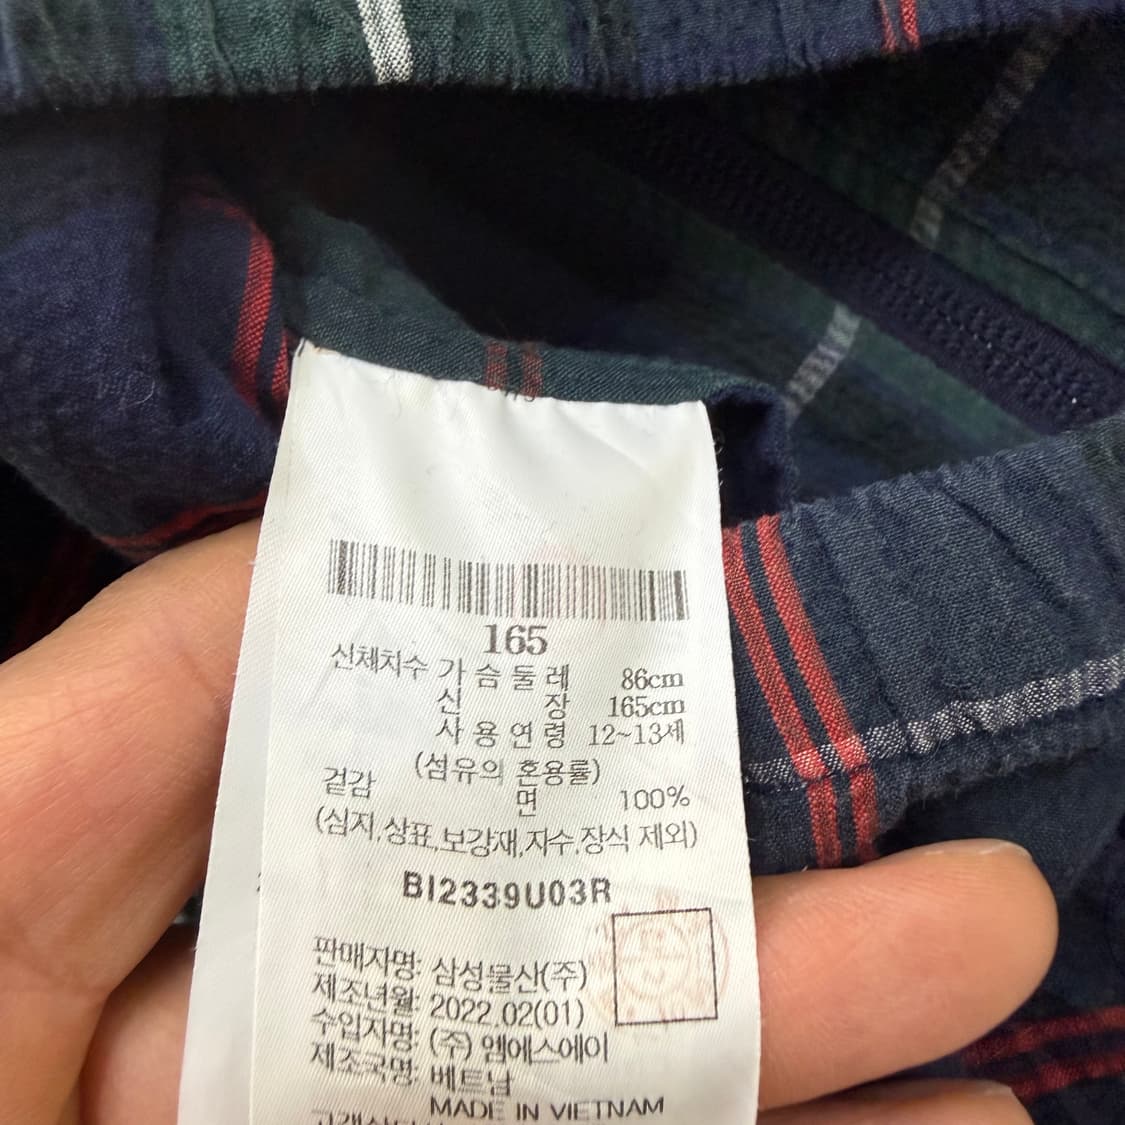 165
신체치수 가 슴 둘 레 86cm
신 장 165cm
사 용 연 령 12~13세
(섬유의 혼용률)
겉감 면 100%
(심지,상표,보강재,자수,장식 제외)
BI2339U03R
판매자명: 삼성물산(주)
제조년월: 2022.02(01)
수입자명: (주) 엠에스에이
제조국명: 베트남
MADE IN VIETNAM